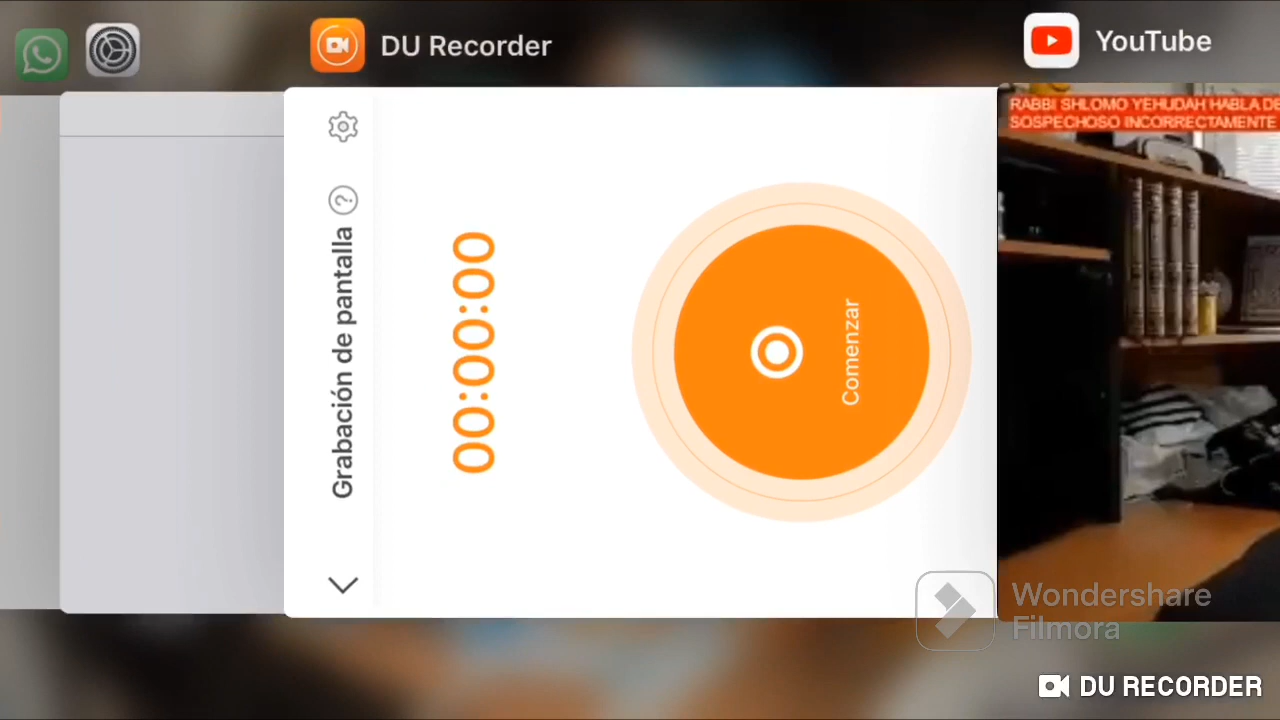 DU Recorder
YouTube
RABBI SHLOMO YEHUDAH HABLA DE
SOSPECHOSO INCORRECTAMENTE
Grabación de pantalla
00:00:00
Comenzar
Wondershare
Filmora
DU RECORDER